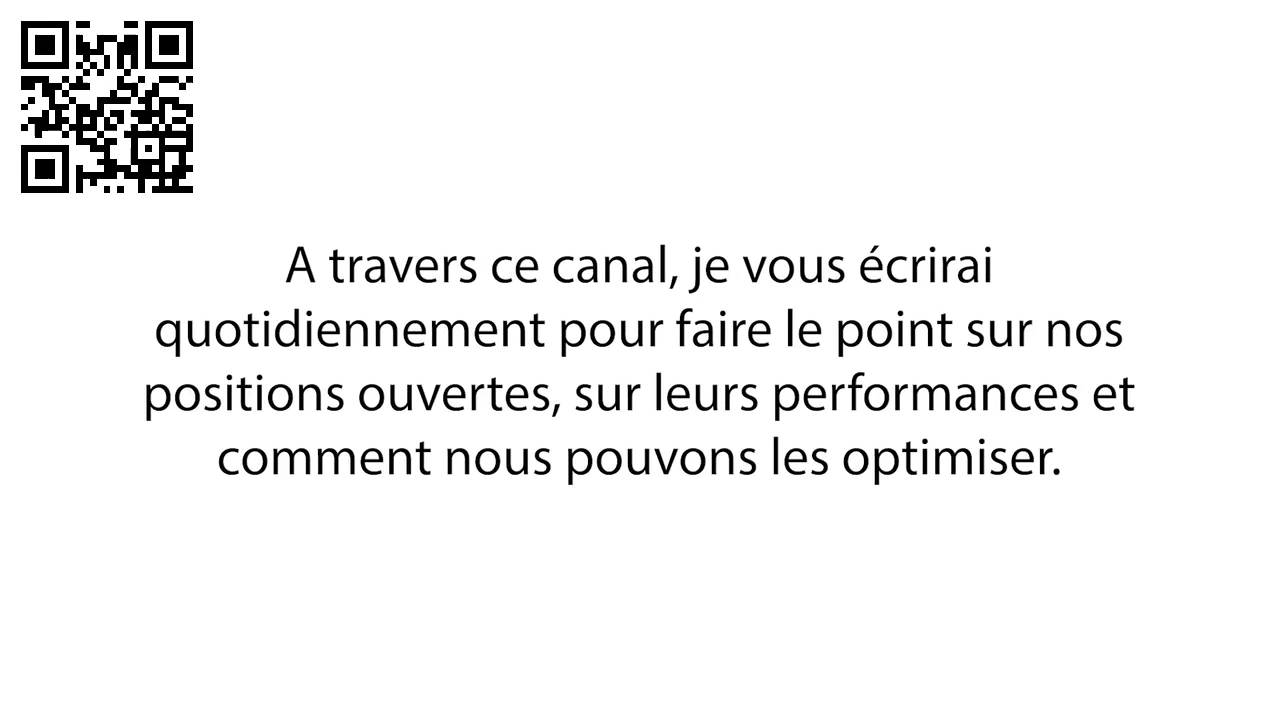 A travers ce canal, je vous écrirai
quotidiennement pour faire le point sur nos
positions ouvertes, sur leurs performances et
comment nous pouvons les optimiser.